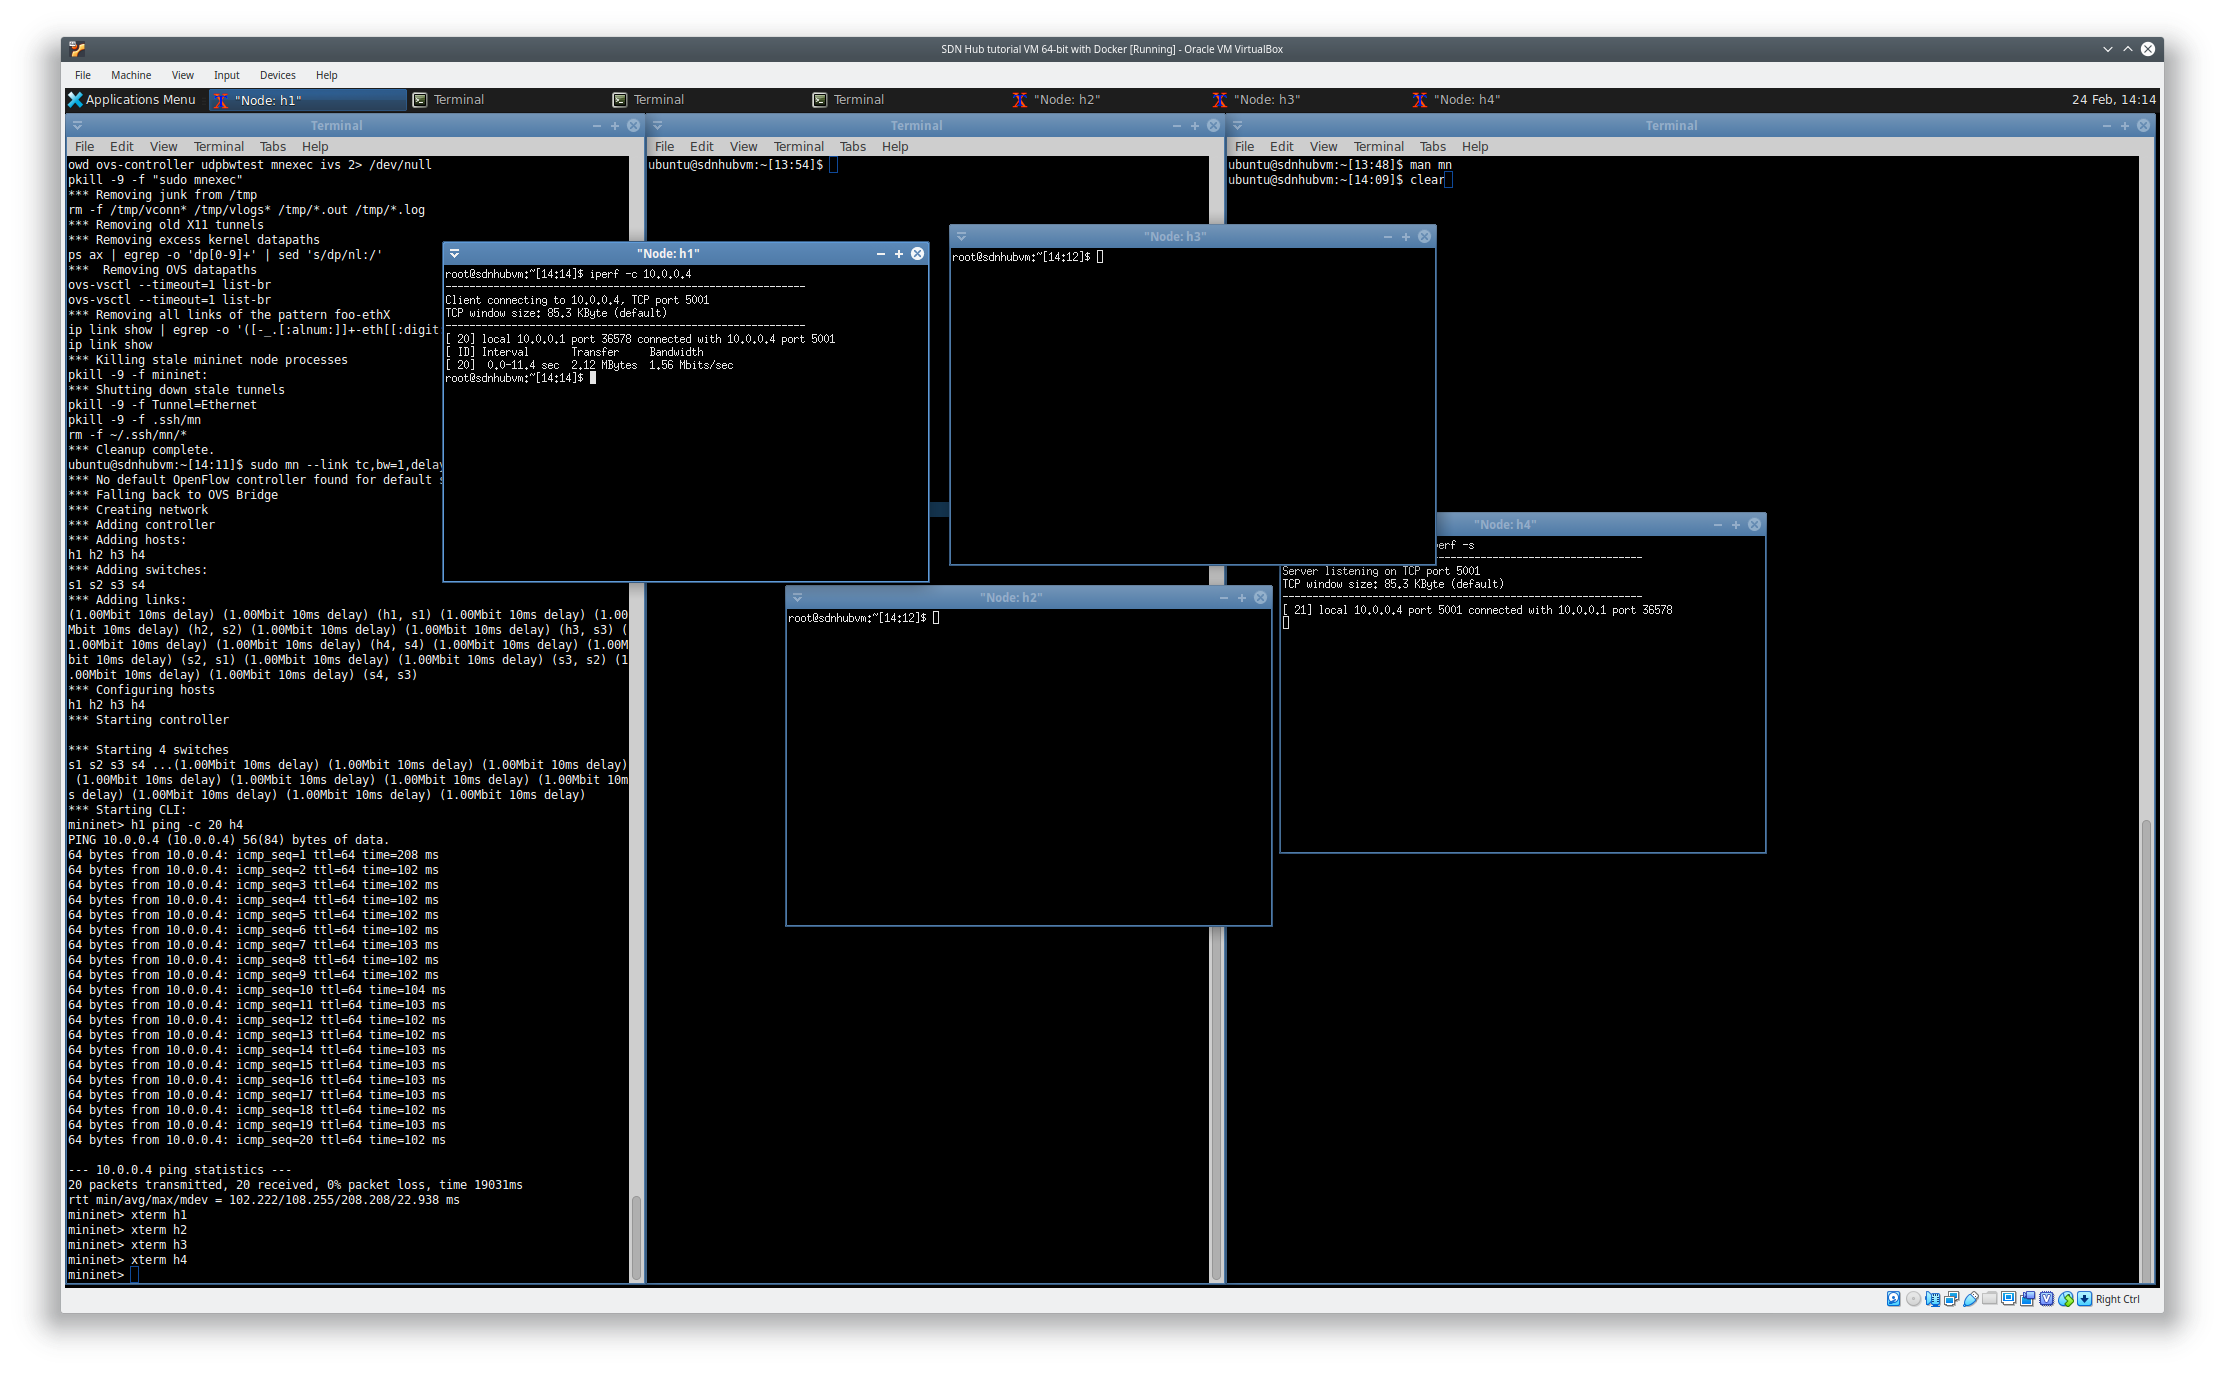 SDN Hub tutorial VM 64-bit with Docker [Running] - Oracle VM VirtualBox
File Machine View Input Devices Help
Applications Menu "Node: h1" Terminal Terminal Terminal "Node: h2" "Node: h3" "Node: h4" 24 Feb, 14:14
Terminal
File Edit View Terminal Tabs Help
owd ovs-controller udpbwtest mnexec ivs 2> /dev/null
pkill -9 -f "sudo mnexec"
*** Removing junk from /tmp
rm -f /tmp/vconn* /tmp/vlogs* /tmp/*.out /tmp/*.log
*** Removing old X11 tunnels
*** Removing excess kernel datapaths
ps ax | egrep -o 'dp[0-9]+' | sed 's/dp/nl:/'
***  Removing OVS datapaths
ovs-vsctl --timeout=1 list-br
ovs-vsctl --timeout=1 list-br
*** Removing all links of the pattern foo-ethX
ip link show | egrep -o '([-_.[:alnum:]]+-eth[[:digit
ip link show
*** Killing stale mininet node processes
pkill -9 -f mininet:
*** Shutting down stale tunnels
pkill -9 -f Tunnel=Ethernet
pkill -9 -f .ssh/mn
rm -f ~/.ssh/mn/*
*** Cleanup complete.
ubuntu@sdnhubvm:~[14:11]$ sudo mn --link tc,bw=1,delay
*** No default OpenFlow controller found for default s
*** Falling back to OVS Bridge
*** Creating network
*** Adding controller
*** Adding hosts:
h1 h2 h3 h4
*** Adding switches:
s1 s2 s3 s4
*** Adding links:
(1.00Mbit 10ms delay) (1.00Mbit 10ms delay) (h1, s1) (1.00Mbit 10ms delay) (1.00
Mbit 10ms delay) (h2, s2) (1.00Mbit 10ms delay) (1.00Mbit 10ms delay) (h3, s3) (
1.00Mbit 10ms delay) (1.00Mbit 10ms delay) (h4, s4) (1.00Mbit 10ms delay) (1.00M
bit 10ms delay) (s2, s1) (1.00Mbit 10ms delay) (1.00Mbit 10ms delay) (s3, s2) (1
.00Mbit 10ms delay) (1.00Mbit 10ms delay) (s4, s3)
*** Configuring hosts
h1 h2 h3 h4
*** Starting controller
*** Starting 4 switches
s1 s2 s3 s4 ...(1.00Mbit 10ms delay) (1.00Mbit 10ms delay) (1.00Mbit 10ms delay)
(1.00Mbit 10ms delay) (1.00Mbit 10ms delay) (1.00Mbit 10ms delay) (1.00Mbit 10m
s delay) (1.00Mbit 10ms delay) (1.00Mbit 10ms delay) (1.00Mbit 10ms delay)
*** Starting CLI:
mininet> h1 ping -c 20 h4
PING 10.0.0.4 (10.0.0.4) 56(84) bytes of data.
64 bytes from 10.0.0.4: icmp_seq=1 ttl=64 time=208 ms
64 bytes from 10.0.0.4: icmp_seq=2 ttl=64 time=102 ms
64 bytes from 10.0.0.4: icmp_seq=3 ttl=64 time=102 ms
64 bytes from 10.0.0.4: icmp_seq=4 ttl=64 time=102 ms
64 bytes from 10.0.0.4: icmp_seq=5 ttl=64 time=102 ms
64 bytes from 10.0.0.4: icmp_seq=6 ttl=64 time=102 ms
64 bytes from 10.0.0.4: icmp_seq=7 ttl=64 time=103 ms
64 bytes from 10.0.0.4: icmp_seq=8 ttl=64 time=102 ms
64 bytes from 10.0.0.4: icmp_seq=9 ttl=64 time=102 ms
64 bytes from 10.0.0.4: icmp_seq=10 ttl=64 time=104 ms
64 bytes from 10.0.0.4: icmp_seq=11 ttl=64 time=103 ms
64 bytes from 10.0.0.4: icmp_seq=12 ttl=64 time=102 ms
64 bytes from 10.0.0.4: icmp_seq=13 ttl=64 time=102 ms
64 bytes from 10.0.0.4: icmp_seq=14 ttl=64 time=103 ms
64 bytes from 10.0.0.4: icmp_seq=15 ttl=64 time=103 ms
64 bytes from 10.0.0.4: icmp_seq=16 ttl=64 time=103 ms
64 bytes from 10.0.0.4: icmp_seq=17 ttl=64 time=103 ms
64 bytes from 10.0.0.4: icmp_seq=18 ttl=64 time=102 ms
64 bytes from 10.0.0.4: icmp_seq=19 ttl=64 time=103 ms
64 bytes from 10.0.0.4: icmp_seq=20 ttl=64 time=102 ms
--- 10.0.0.4 ping statistics ---
20 packets transmitted, 20 received, 0% packet loss, time 19031ms
rtt min/avg/max/mdev = 102.222/108.255/208.208/22.938 ms
mininet> xterm h1
mininet> xterm h2
mininet> xterm h3
mininet> xterm h4
mininet>
Terminal
File Edit View Terminal Tabs Help
ubuntu@sdnhubvm:~[13:54]$
Terminal
File Edit View Terminal Tabs Help
ubuntu@sdnhubvm:~[13:48]$ man mn
ubuntu@sdnhubvm:~[14:09]$ clear
"Node: h1"
root@sdnhubvm:~[14:14]$ iperf -c 10.0.0.4
------------------------------------------------------------
Client connecting to 10.0.0.4, TCP port 5001
TCP window size: 85.3 KByte (default)
------------------------------------------------------------
[ 20] local 10.0.0.1 port 36578 connected with 10.0.0.4 port 5001
[ ID] Interval       Transfer     Bandwidth
[ 20]  0.0-11.4 sec  2.12 MBytes  1.56 Mbits/sec
root@sdnhubvm:~[14:14]$
"Node: h3"
root@sdnhubvm:~[14:12]$
"Node: h2"
root@sdnhubvm:~[14:12]$
"Node: h4"
erf -s
------------------------------------------------------------
Server listening on TCP port 5001
TCP window size: 85.3 KByte (default)
------------------------------------------------------------
[ 21] local 10.0.0.4 port 5001 connected with 10.0.0.1 port 36578
Right Ctrl